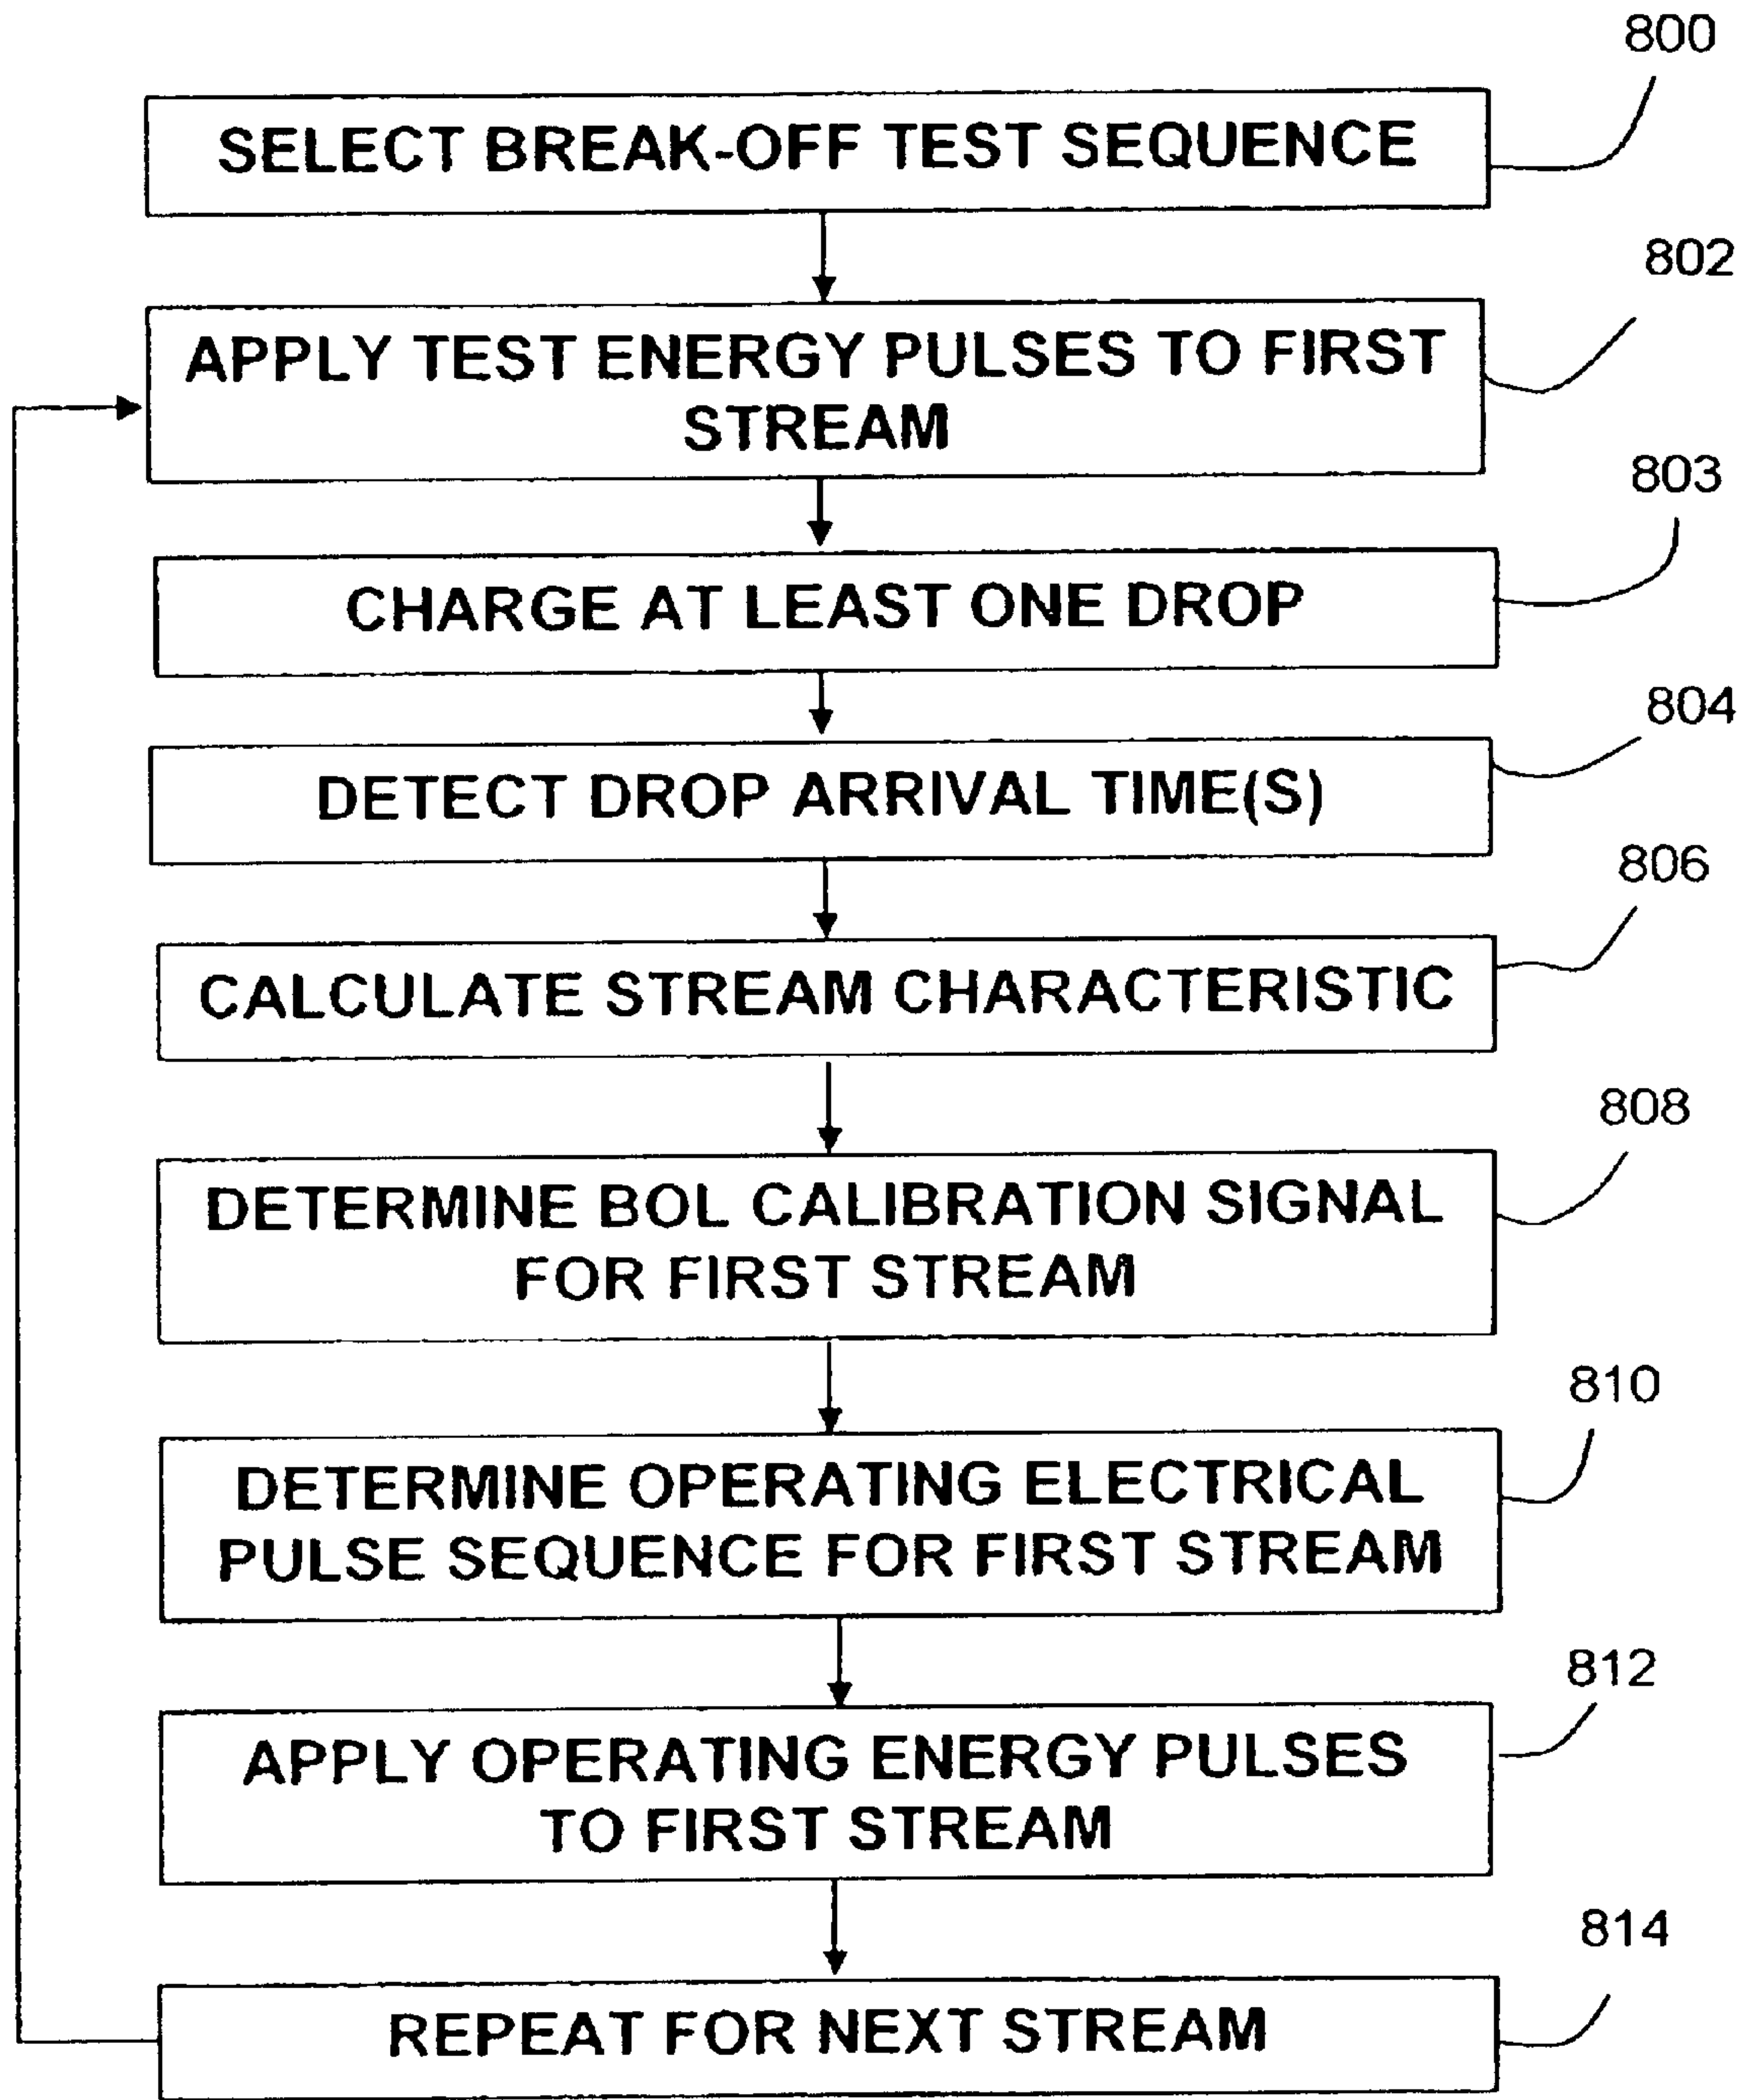 800
SELECT BREAK-OFF TEST SEQUENCE
802
APPLY TEST ENERGY PULSES TO FIRST
STREAM
803
CHARGE AT LEAST ONE DROP
804
DETECT DROP ARRIVAL TIME(S)
806
CALCULATE STREAM CHARACTERISTIC
808
DETERMINE BOL CALIBRATION SIGNAL
FOR FIRST STREAM
810
DETERMINE OPERATING ELECTRICAL
PULSE SEQUENCE FOR FIRST STREAM
812
APPLY OPERATING ENERGY PULSES
TO FIRST STREAM
814
REPEAT FOR NEXT STREAM